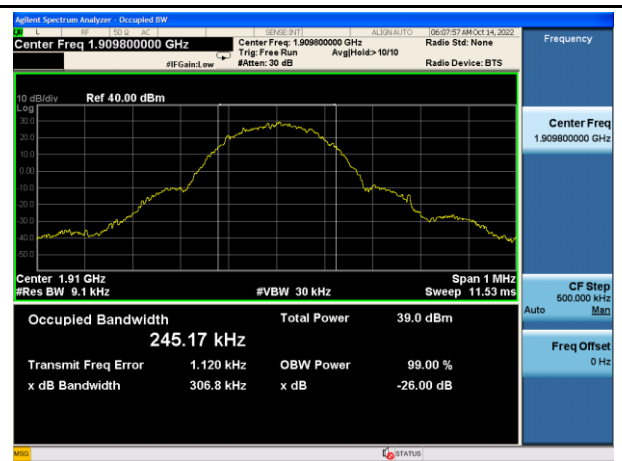 Agilent Spectrum Analyzer - Occupied BW
L RF 50 Ω AC SENSE:INT ALIGN AUTO 06:07:57 AM Oct 14, 2022
Center Freq 1.909800000 GHz Center Freq: 1.909800000 GHz Radio Std: None
Trig: Free Run Avg|Hold:> 10/10
#IFGain:Low #Atten: 30 dB Radio Device: BTS
10 dB/div Ref 40.00 dBm
Log
30.0
20.0
10.0
0.00
-10.0
-20.0
-30.0
-40.0
-50.0
Center 1.91 GHz Span 1 MHz
#Res BW 9.1 kHz #VBW 30 kHz Sweep 11.53 ms
Occupied Bandwidth Total Power 39.0 dBm
245.17 kHz
Transmit Freq Error 1.120 kHz OBW Power 99.00 %
x dB Bandwidth 306.8 kHz x dB -26.00 dB
MSG STATUS
Frequency
Center Freq
1.909800000 GHz
CF Step
500.000 kHz
Auto Man
Freq Offset
0 Hz